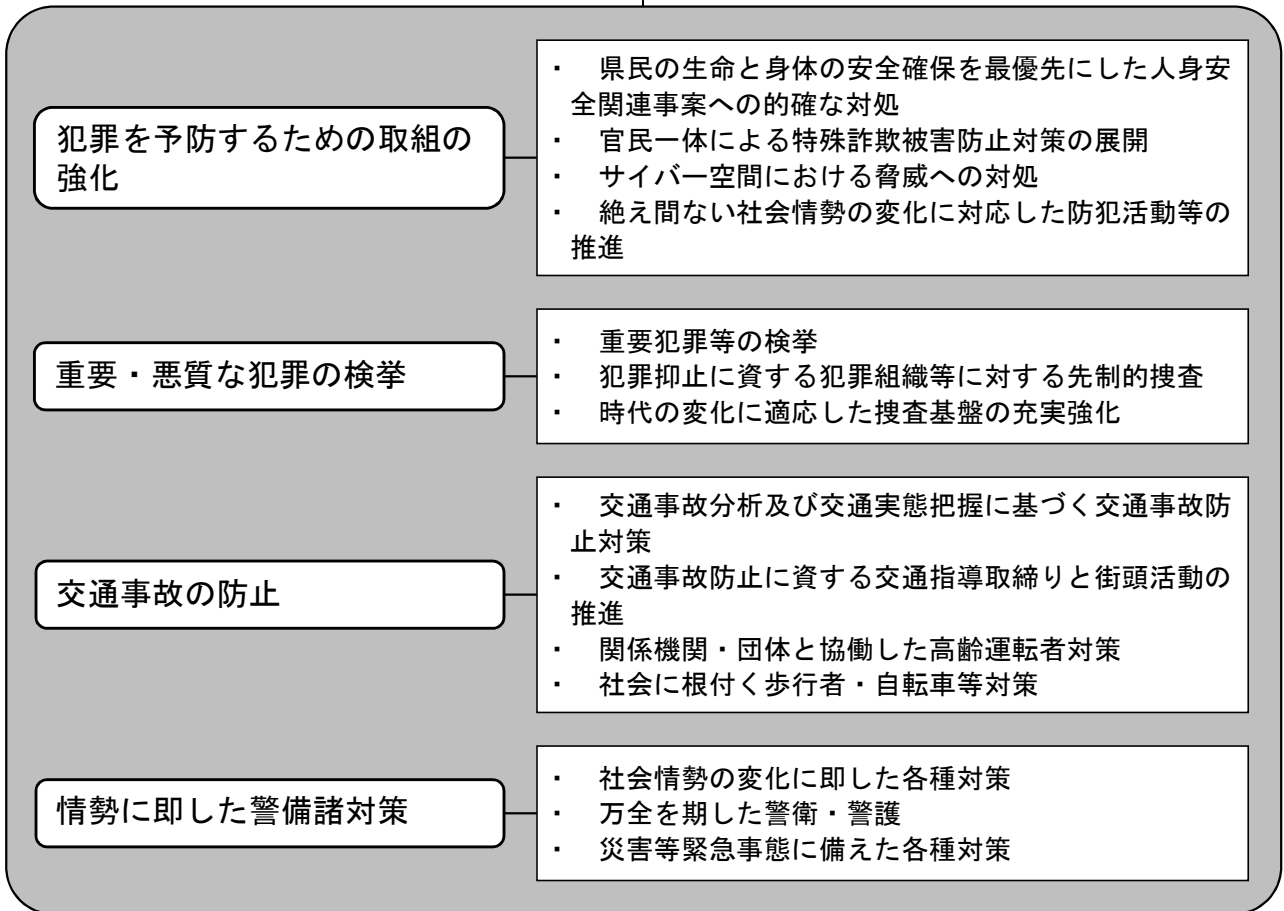 犯罪を予防するための取組の
強化
・　県民の生命と身体の安全確保を最優先にした人身安
全関連事案への的確な対処
・　官民一体による特殊詐欺被害防止対策の展開
・　サイバー空間における脅威への対処
・　絶え間ない社会情勢の変化に対応した防犯活動等の
推進
重要・悪質な犯罪の検挙
・　重要犯罪等の検挙
・　犯罪抑止に資する犯罪組織等に対する先制的捜査
・　時代の変化に適応した捜査基盤の充実強化
交通事故の防止
・　交通事故分析及び交通実態把握に基づく交通事故防
止対策
・　交通事故防止に資する交通指導取締りと街頭活動の
推進
・　関係機関・団体と協働した高齢運転者対策
・　社会に根付く歩行者・自転車等対策
情勢に即した警備諸対策
・　社会情勢の変化に即した各種対策
・　万全を期した警衛・警護
・　災害等緊急事態に備えた各種対策